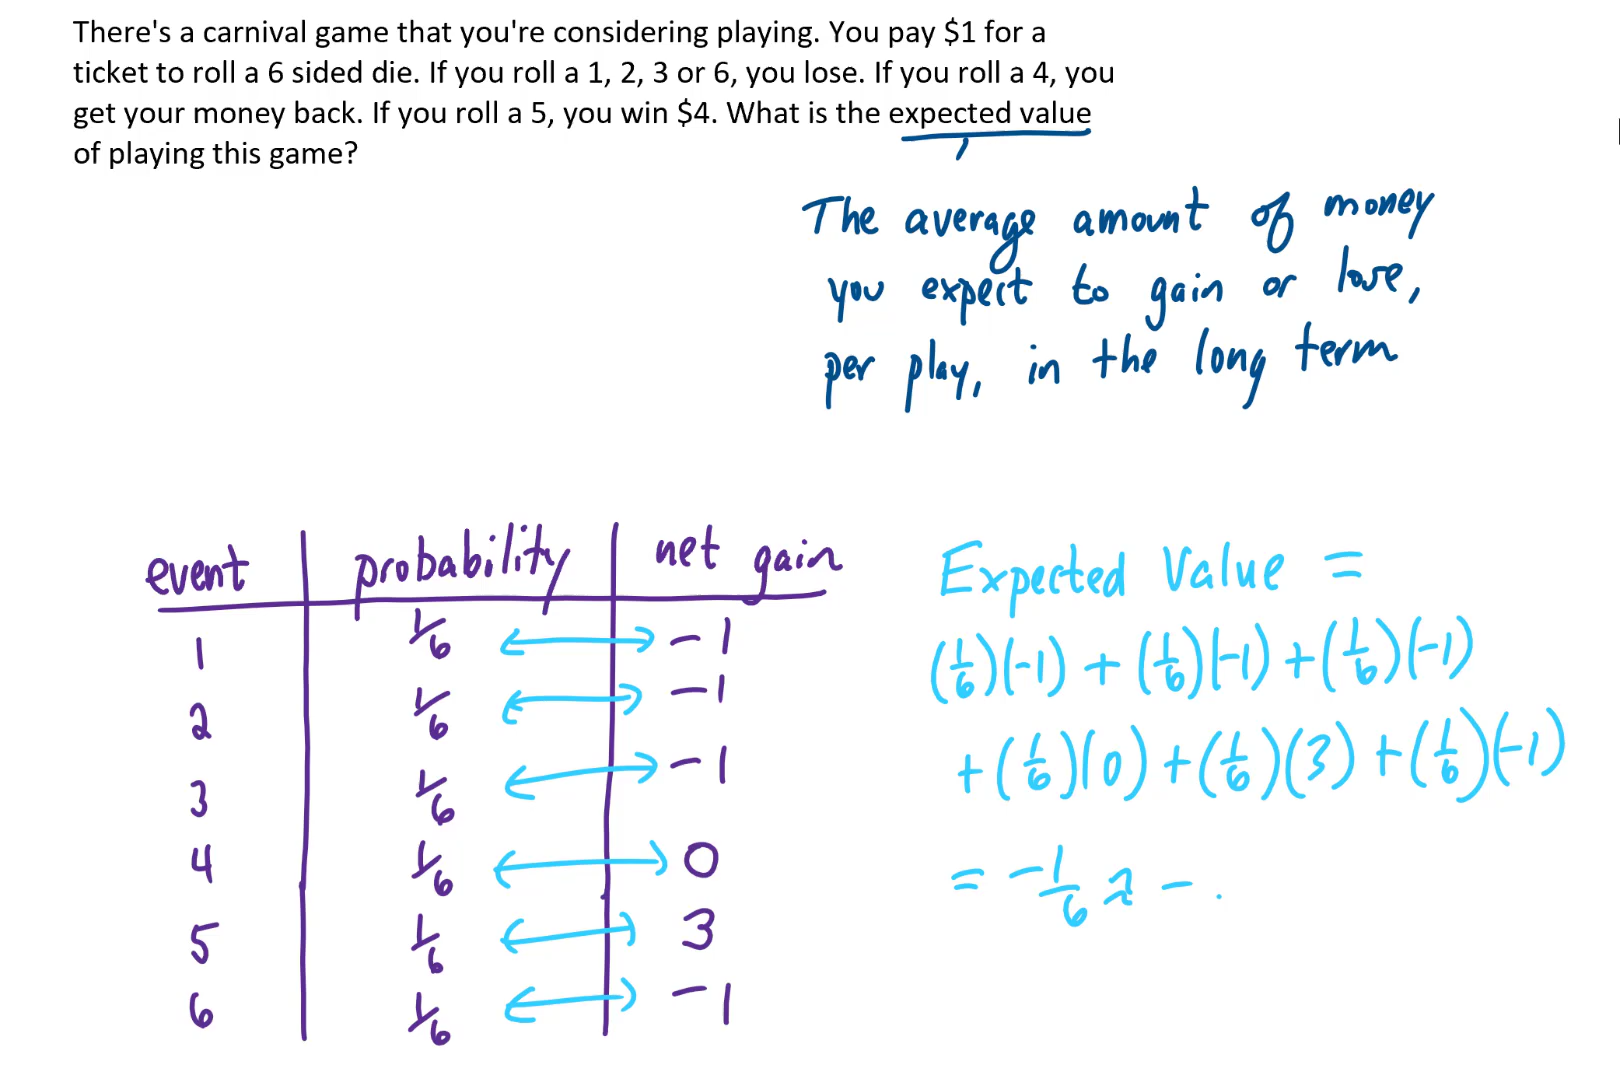 There's a carnival game that you're considering playing. You pay $1 for a
ticket to roll a 6 sided die. If you roll a 1, 2, 3 or 6, you lose. If you roll a 4, you
get your money back. If you roll a 5, you win $4. What is the expected value
of playing this game?
The average amount of money
you expect to gain or lose,
per play, in the long term
event probability net gain
1 1/6 -1
2 1/6 -1
3 1/6 -1
4 1/6 0
5 1/6 3
6 1/6 -1
Expected Value =
(1/6)(-1) + (1/6)(-1) + (1/6)(-1)
+ (1/6)(0) + (1/6)(3) + (1/6)(-1)
= -1/6 ≈ - .